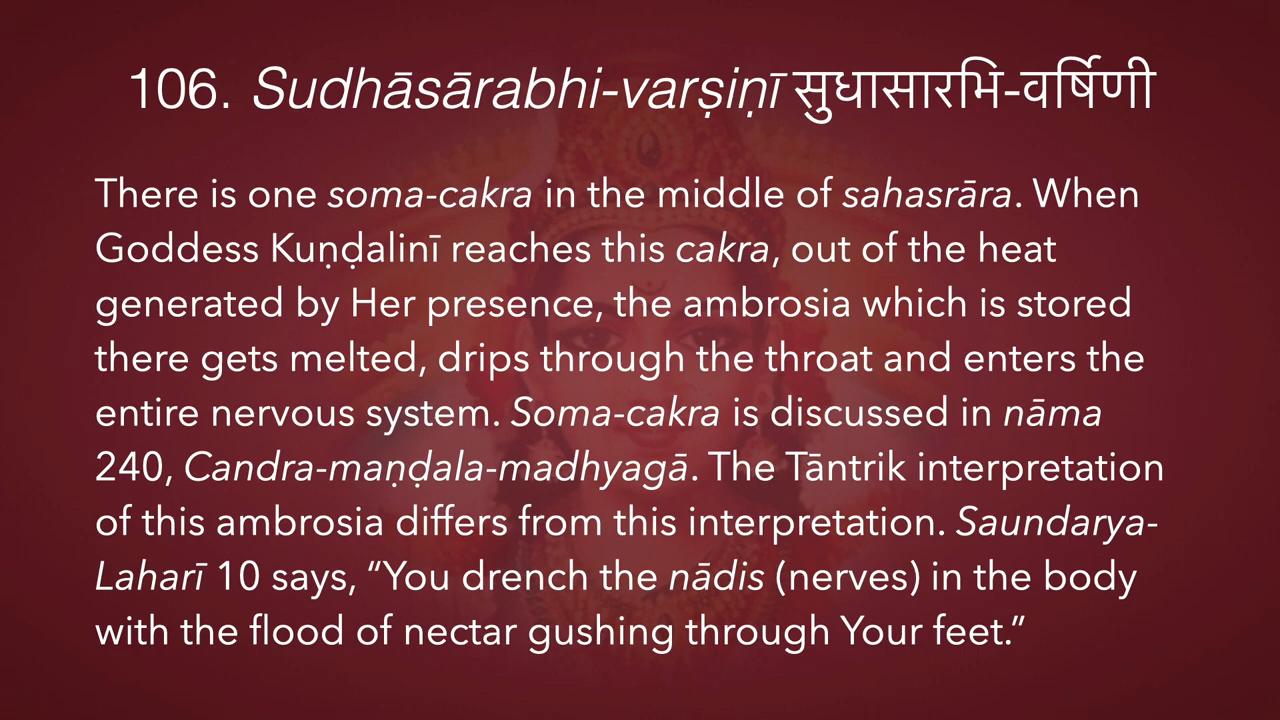 106. Sudhāsārabhi-varṣiṇī सुधासारभि-वर्षिणी
There is one soma-cakra in the middle of sahasrāra. When
Goddess Kuṇḍalinī reaches this cakra, out of the heat
generated by Her presence, the ambrosia which is stored
there gets melted, drips through the throat and enters the
entire nervous system. Soma-cakra is discussed in nāma
240, Candra-maṇḍala-madhyagā. The Tāntrik interpretation
of this ambrosia differs from this interpretation. Saundarya-
Laharī 10 says, “You drench the nādis (nerves) in the body
with the flood of nectar gushing through Your feet.”